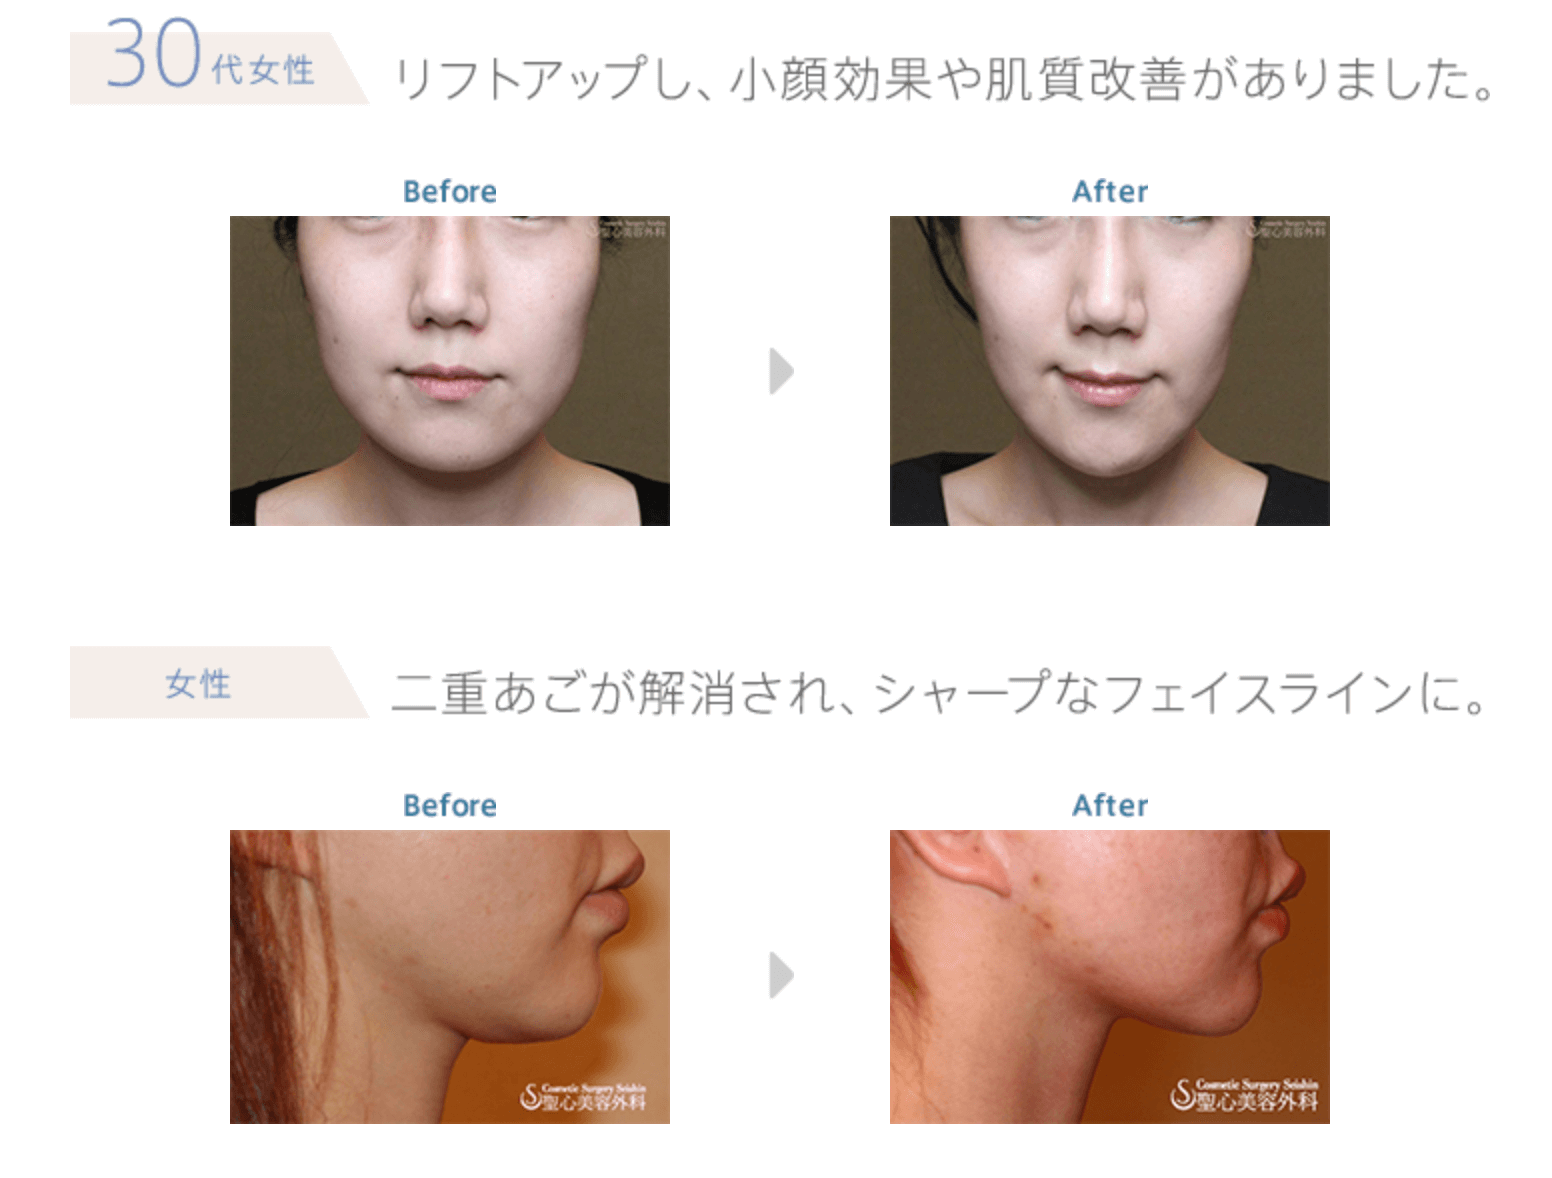 30代女性
リフトアップし、小顔効果や肌質改善がありました。
Before
After
Cosmetic Surgery Seishin
聖心美容外科
Cosmetic Surgery Seishin
聖心美容外科
女性
二重あごが解消され、シャープなフェイスラインに。
Before
After
Cosmetic Surgery Seishin
聖心美容外科
Cosmetic Surgery Seishin
聖心美容外科